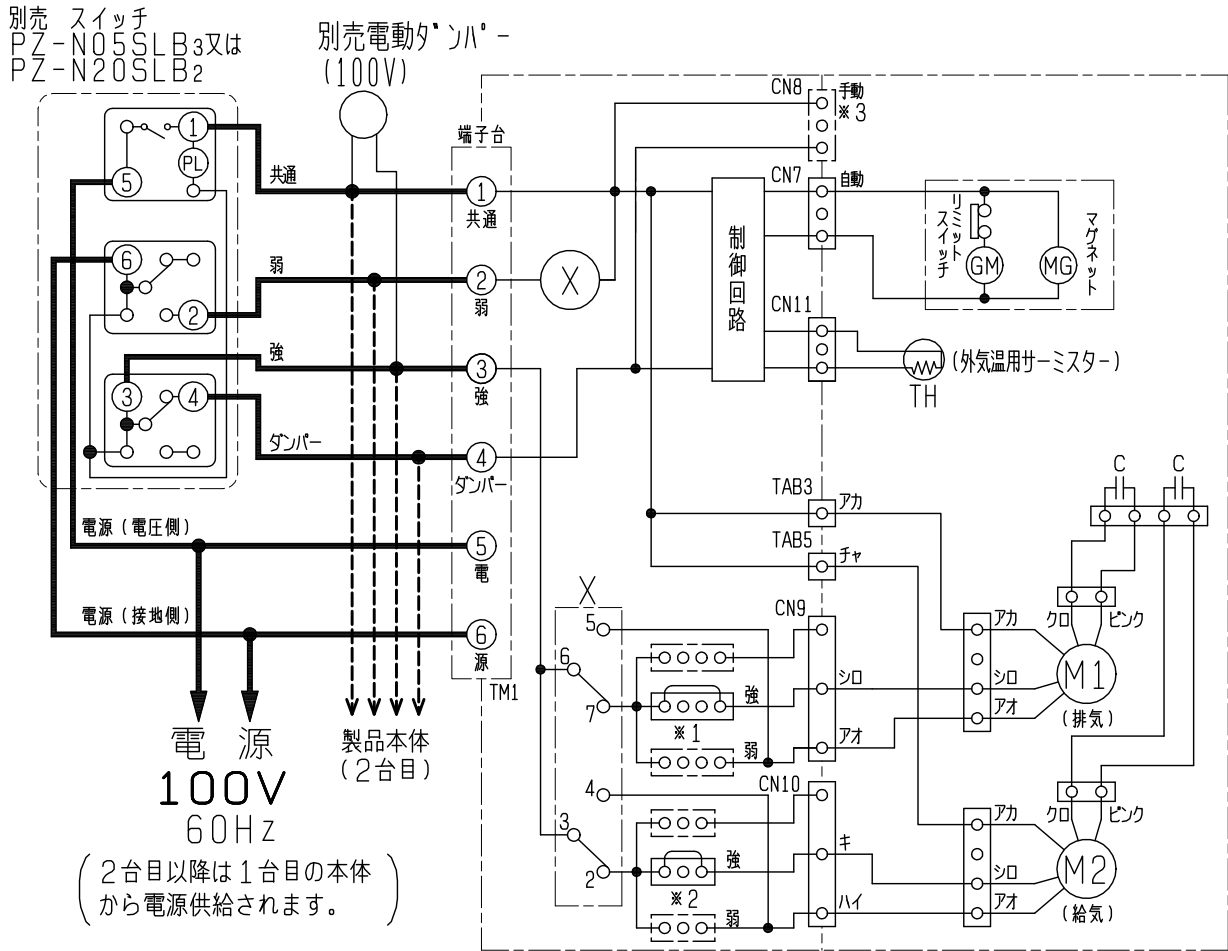 別売 スイッチ
PZ-N05SLB3又は
PZ-N20SLB2
別売電動ダンパー
(100V)
1
PL
5
6
2
3
4
共通
弱
強
ダンパー
電源(電圧側)
電源(接地側)
電 源
100V
60Hz
2台目以降は1台目の本体
から電源供給されます。
製品本体
(2台目)
端子台
1
共通
2
弱
3
強
4
ダンパー
5
電
6
源
TM1
X
制御回路
CN8
手動
※3
CN7
自動
リミット
スイッチ
GM
MG
マグネット
CN11
(外気温用サーミスター)
TH
TAB3
アカ
TAB5
チャ
C
C
X
5
6
7
4
3
2
強
※1
弱
強
※2
弱
CN9
シロ
アオ
CN10
キ
ハイ
アカ
シロ
アオ
クロ
ピンク
M1
(排気)
アカ
シロ
アオ
クロ
ピンク
M2
(給気)